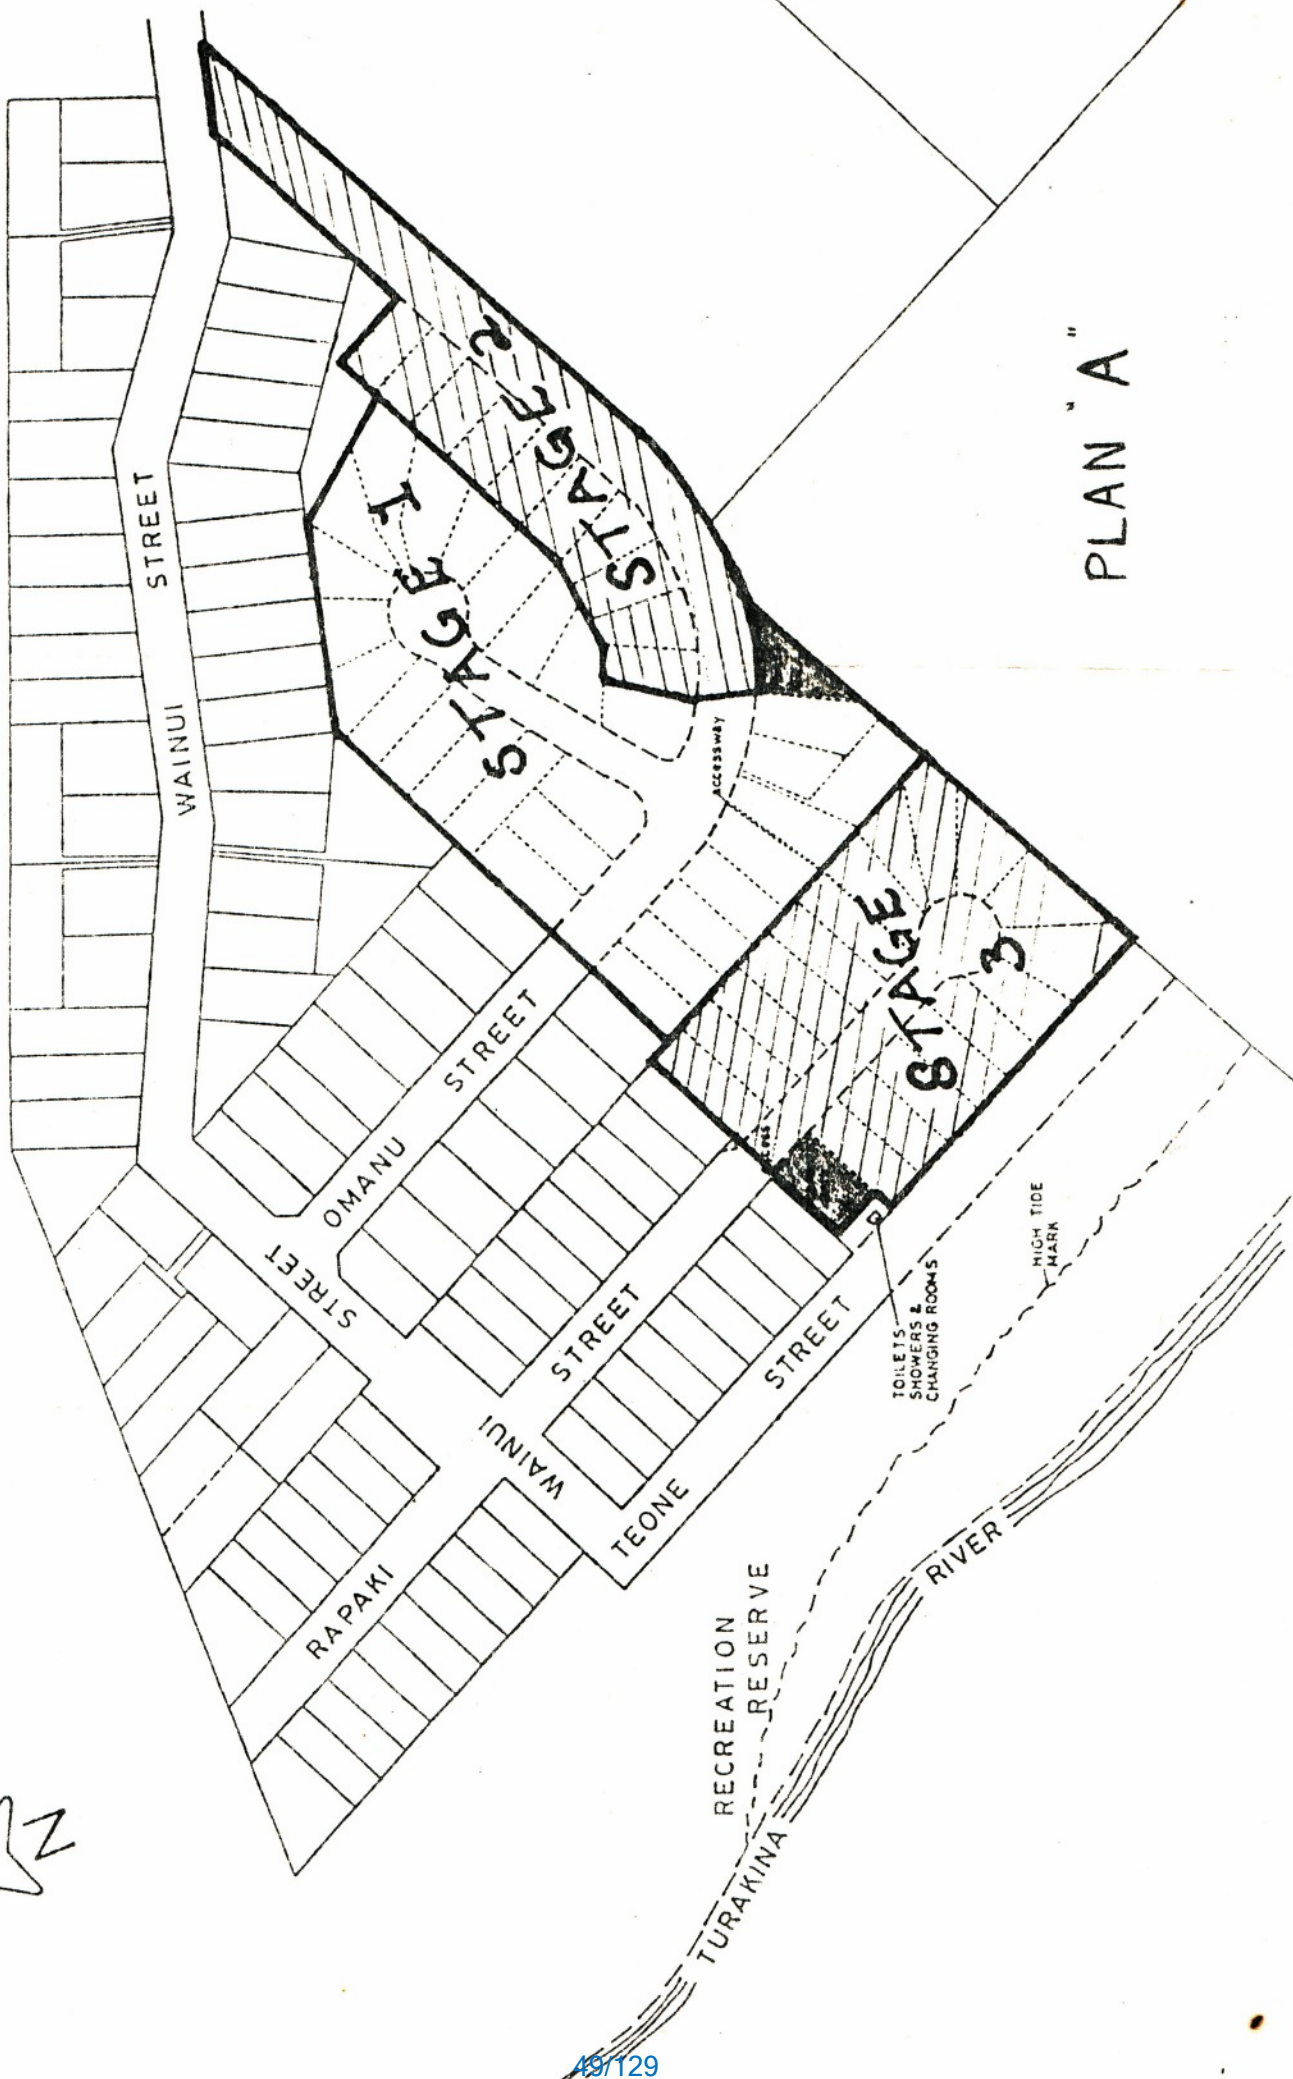 WAINUI STREET
STAGE 1
STAGE 2
STAGE 3
ACCESSWAY
OMANU STREET
STREET
WAINUI
STREET
TEONE STREET
RAPAKI
TOILETS
SHOWERS &
CHANGING ROOMS
HIGH TIDE
MARK
RECREATION
RESERVE
TURAKINA RIVER
PLAN "A"
N
49/129